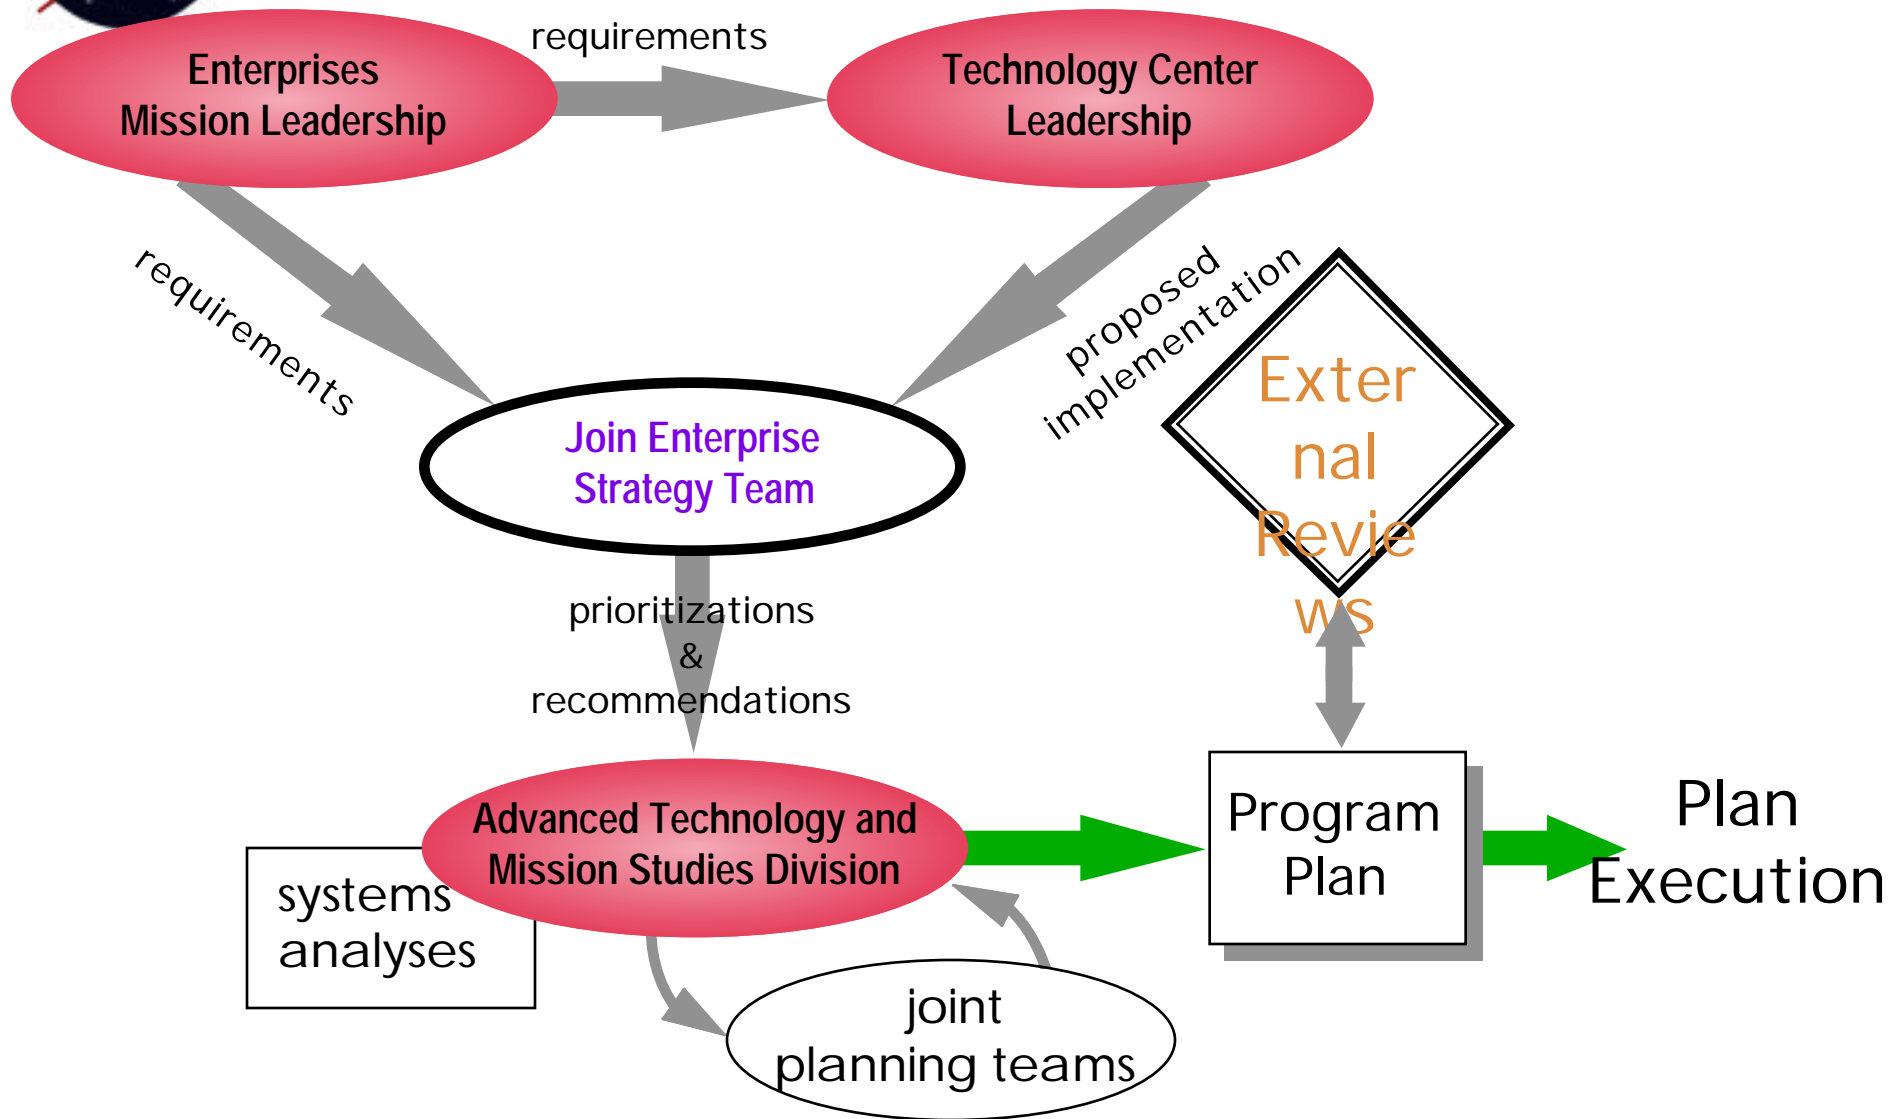 requirements
Enterprises
Mission Leadership
Technology Center
Leadership
requirements
proposed
implementation
Exter
nal
Revie
ws
Join Enterprise
Strategy Team
prioritizations
&
recommendations
Advanced Technology and
Mission Studies Division
systems
analyses
joint
planning teams
Program
Plan
Plan
Execution